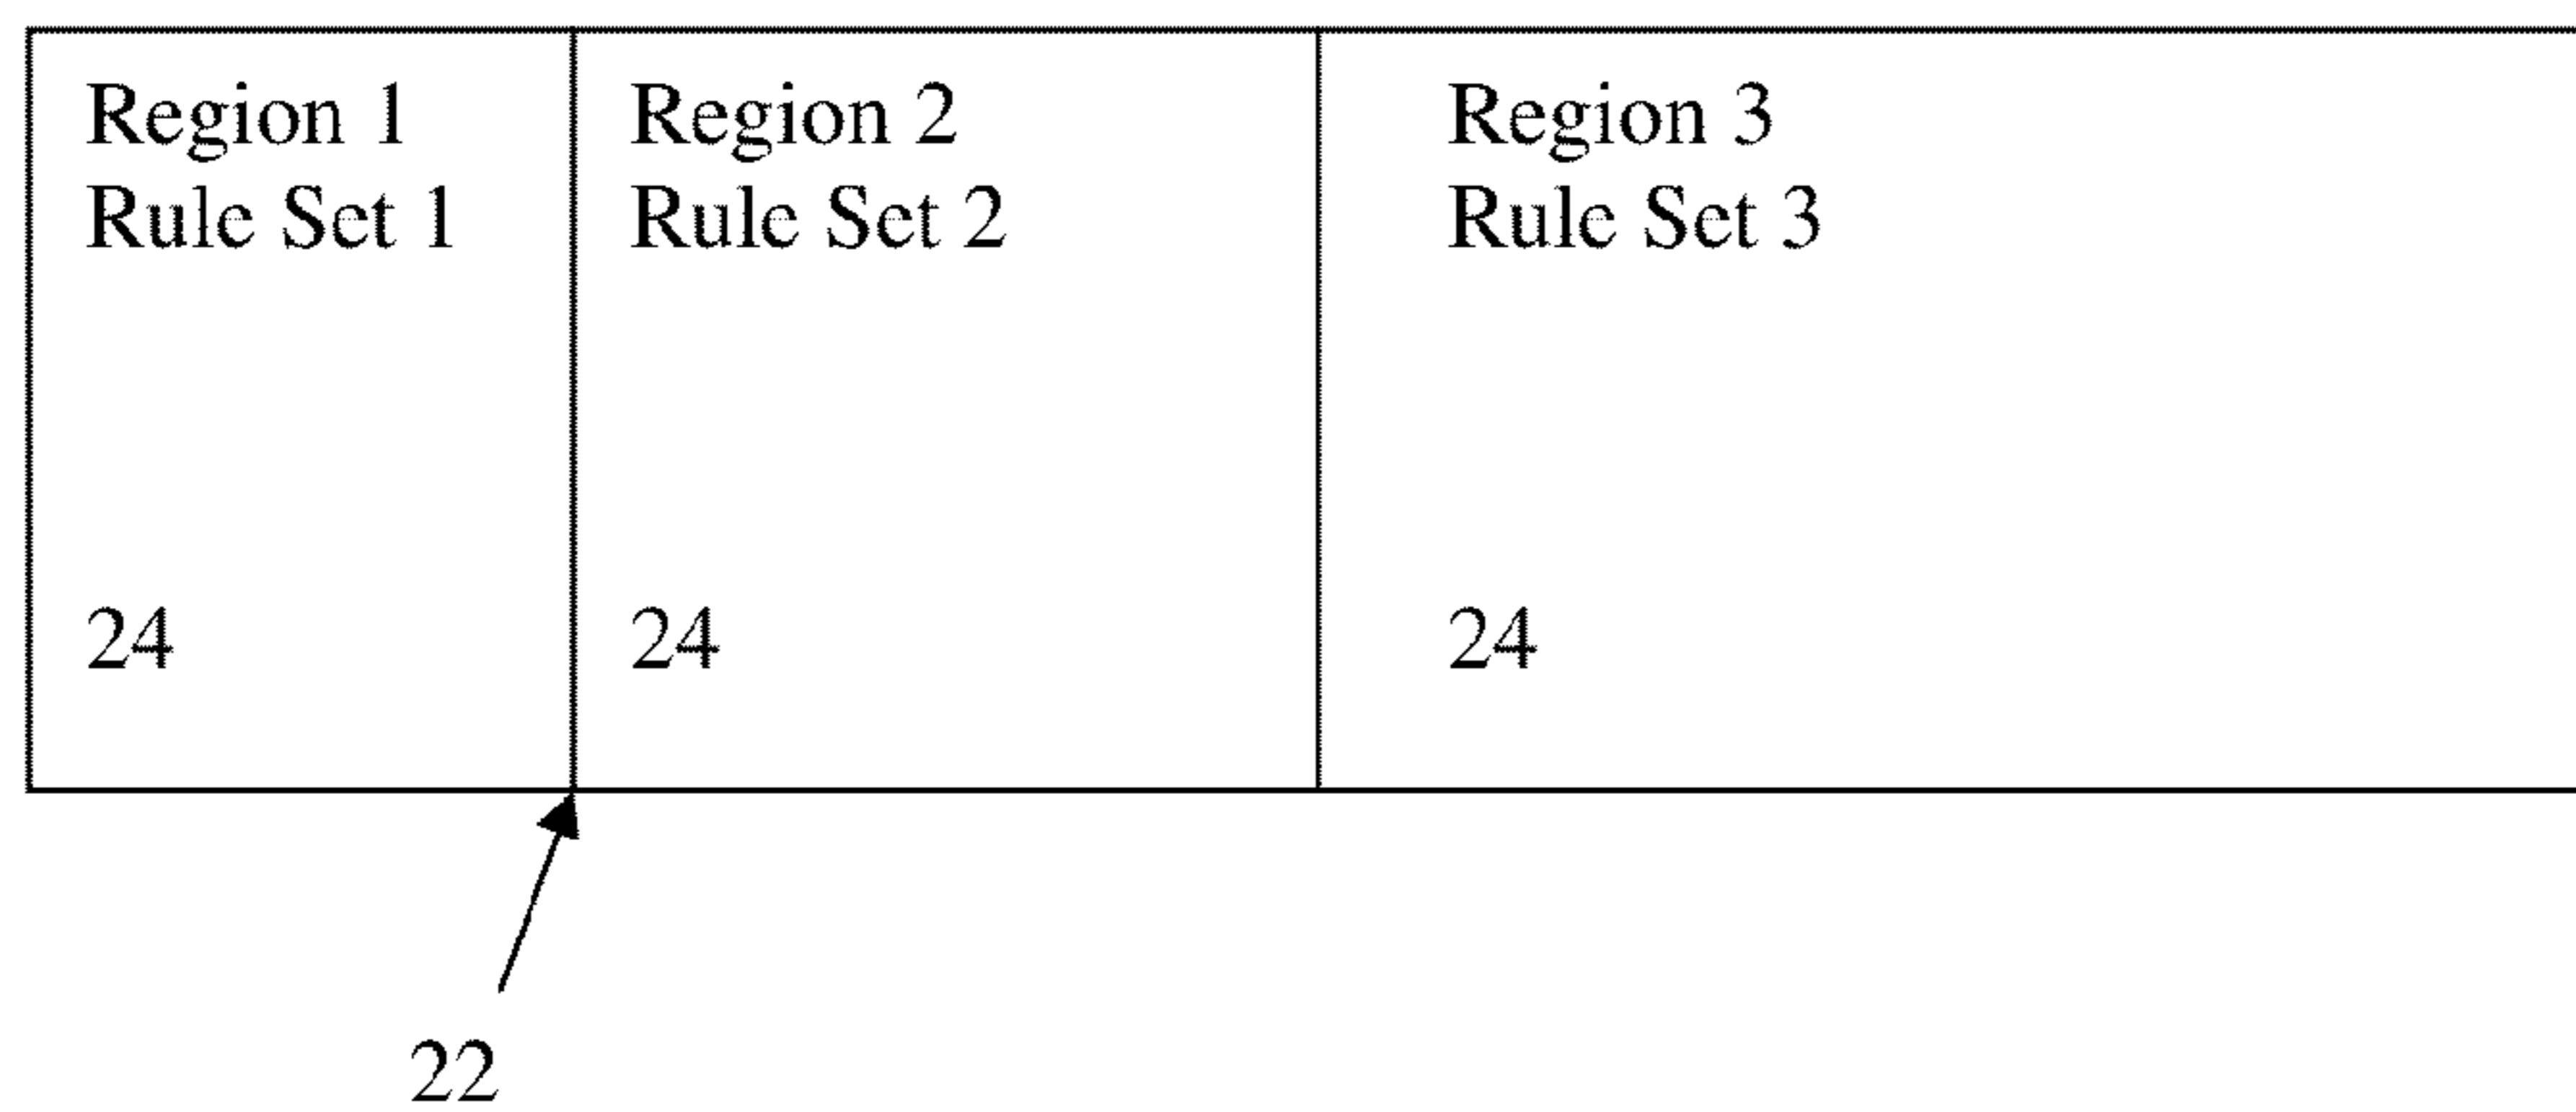 Region 1
Rule Set 1
24
Region 2
Rule Set 2
24
Region 3
Rule Set 3
24
22